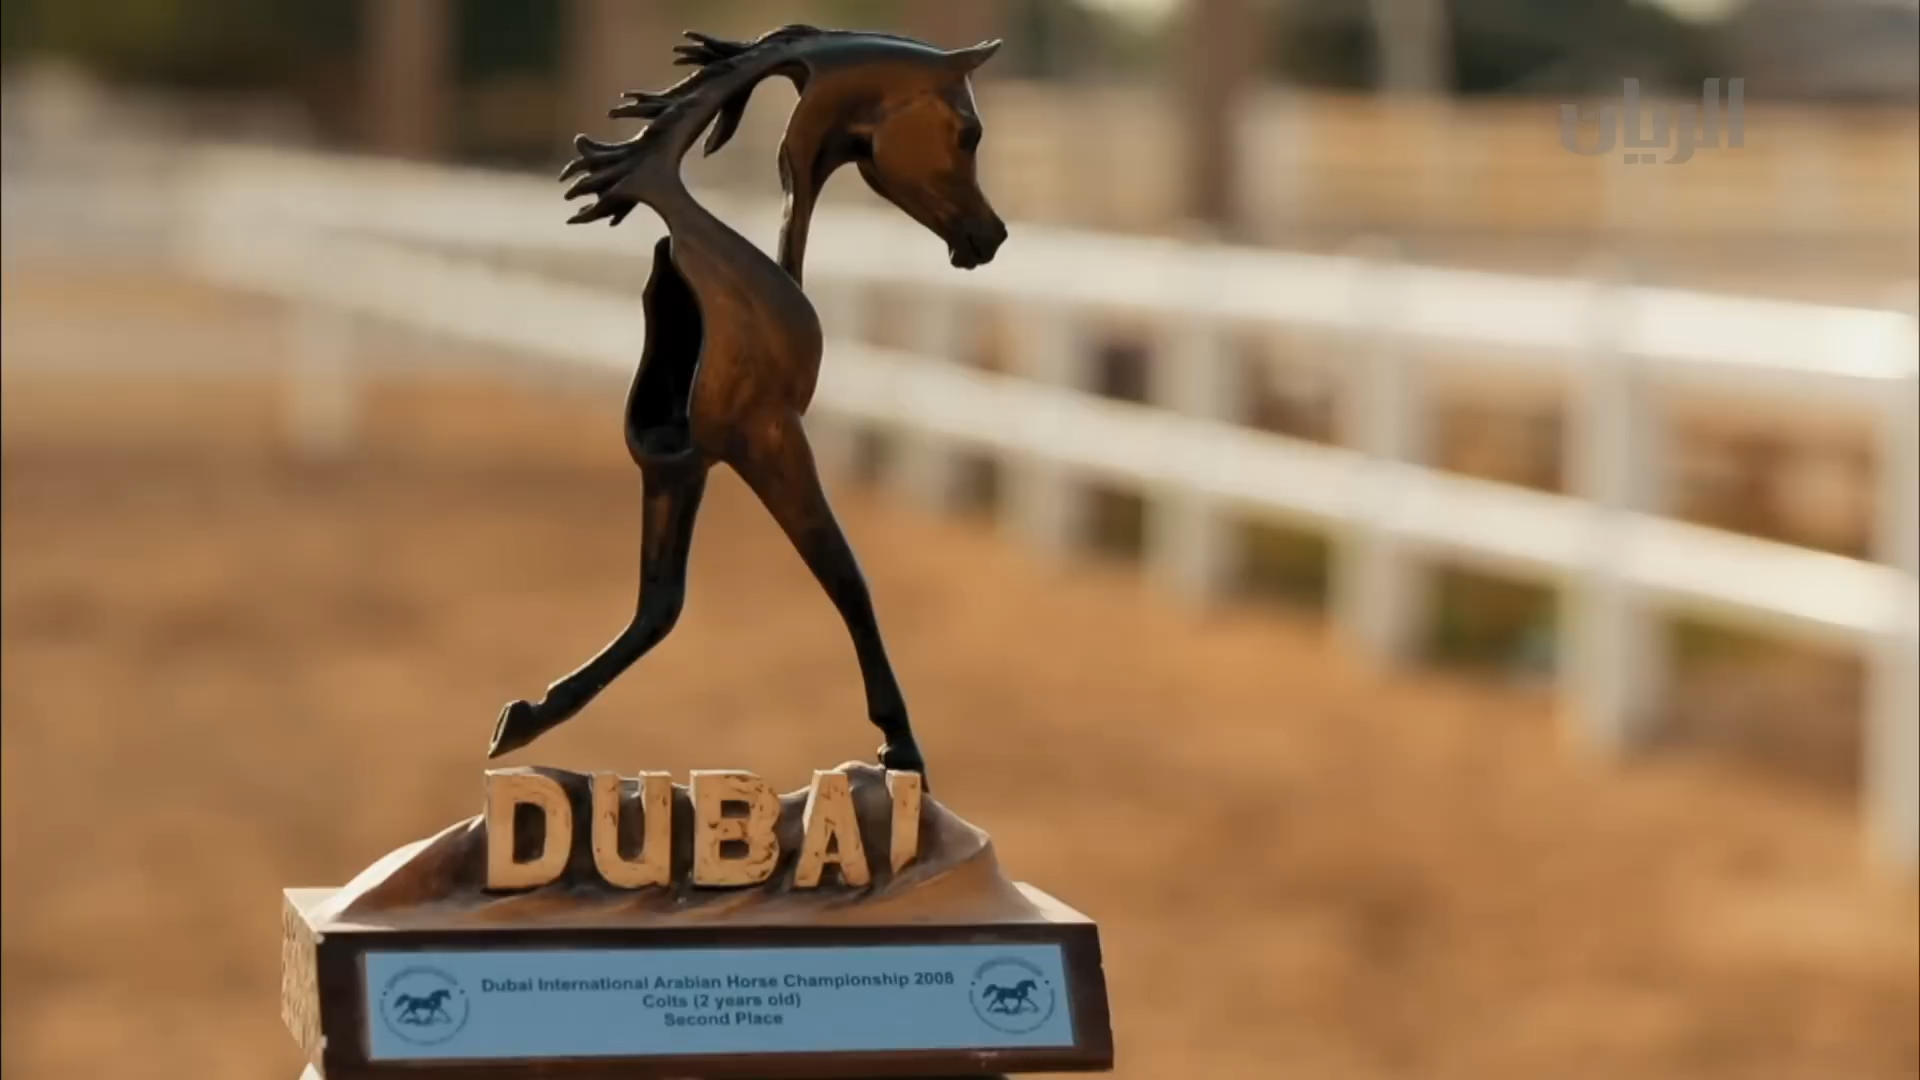 الريان
DUBAI
Dubai International Arabian Horse Championship 2008
Colts (2 years old)
Second Place